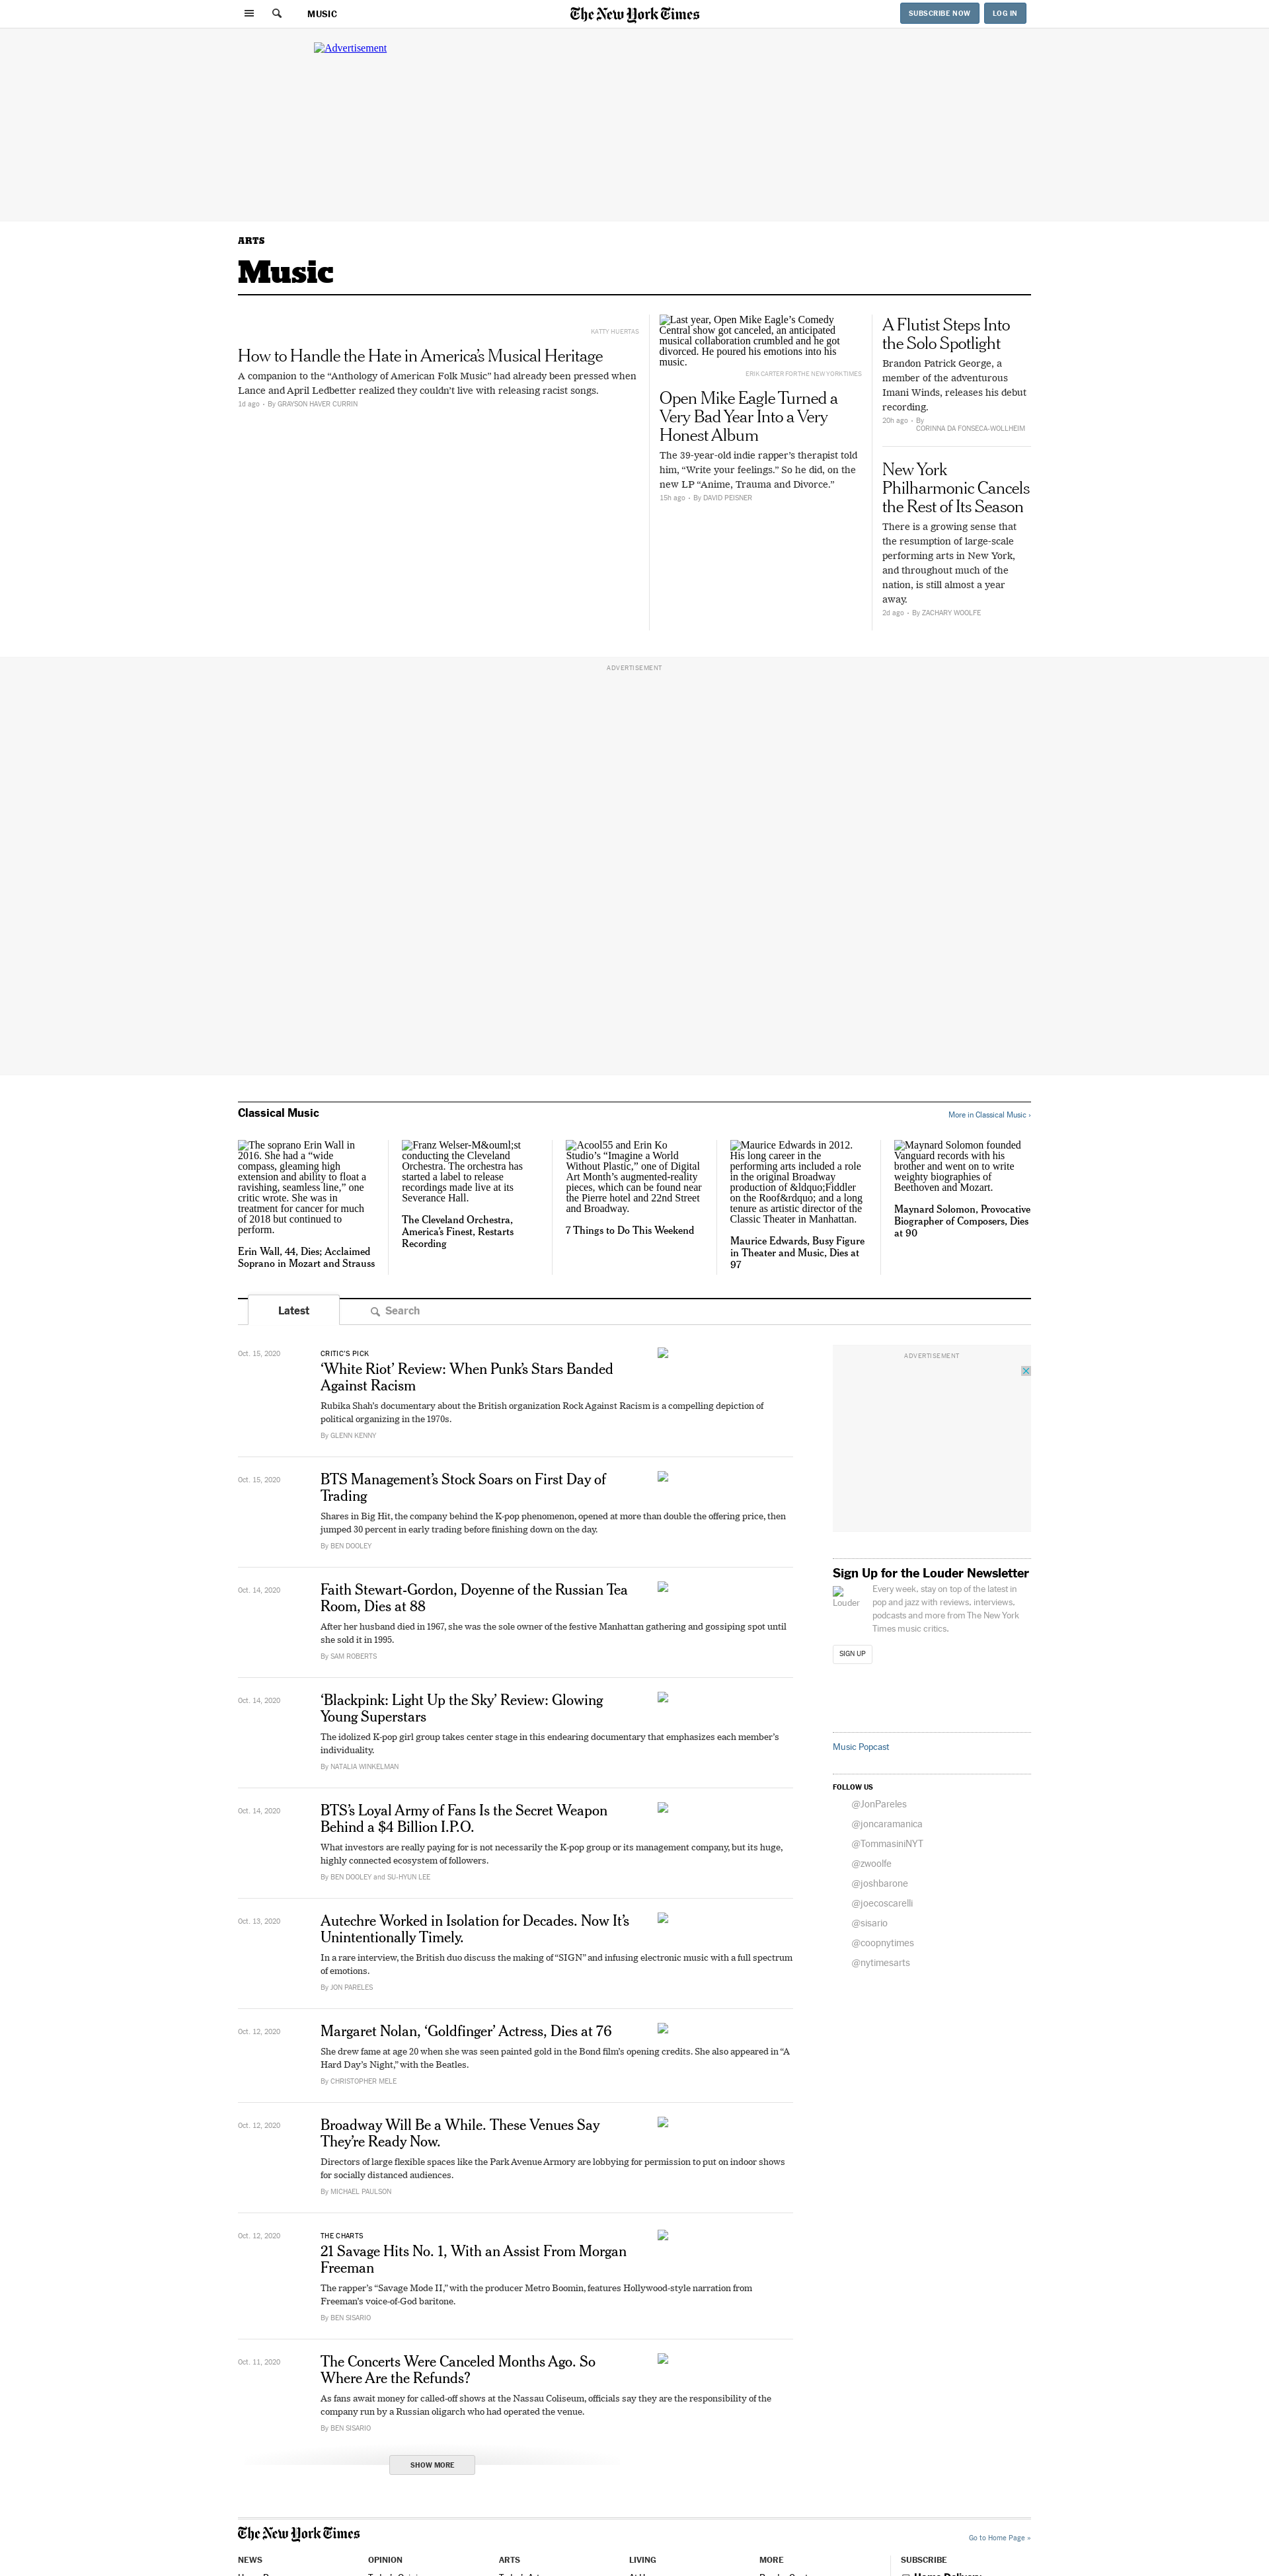 MUSIC
The New York Times
SUBSCRIBE NOW
LOG IN
Advertisement
ARTS
Music
KATTY HUERTAS
How to Handle the Hate in America's Musical Heritage
A companion to the “Anthology of American Folk Music” had already been pressed when
Lance and April Ledbetter realized they couldn't live with releasing racist songs.
1d ago • By GRAYSON HAVER CURRIN
Last year, Open Mike Eagle’s Comedy
Central show got canceled, an anticipated
musical collaboration crumbled and he got
divorced. He poured his emotions into his
music.
ERIK CARTER FOR THE NEW YORK TIMES
Open Mike Eagle Turned a
Very Bad Year Into a Very
Honest Album
The 39-year-old indie rapper's therapist told
him, “Write your feelings.” So he did, on the
new LP “Anime, Trauma and Divorce.”
15h ago • By DAVID PEISNER
A Flutist Steps Into
the Solo Spotlight
Brandon Patrick George, a
member of the adventurous
Imani Winds, releases his debut
recording.
20h ago • By
CORINNA DA FONSECA-WOLLHEIM
New York
Philharmonic Cancels
the Rest of Its Season
There is a growing sense that
the resumption of large-scale
performing arts in New York,
and throughout much of the
nation, is still almost a year
away.
2d ago • By ZACHARY WOOLFE
ADVERTISEMENT
Classical Music
More in Classical Music ›
The soprano Erin Wall in
2016. She had a “wide
compass, gleaming high
extension and ability to float a
ravishing, seamless line,” one
critic wrote. She was in
treatment for cancer for much
of 2018 but continued to
perform.
Erin Wall, 44, Dies; Acclaimed
Soprano in Mozart and Strauss
Franz Welser-M&ouml;st
conducting the Cleveland
Orchestra. The orchestra has
started a label to release
recordings made live at its
Severance Hall.
The Cleveland Orchestra,
America’s Finest, Restarts
Recording
Acool55 and Erin Ko
Studio’s “Imagine a World
Without Plastic,” one of Digital
Art Month’s augmented-reality
pieces, which can be found near
the Pierre hotel and 22nd Street
and Broadway.
7 Things to Do This Weekend
Maurice Edwards in 2012.
His long career in the
performing arts included a role
in the original Broadway
production of &ldquo;Fiddler
on the Roof&rdquo; and a long
tenure as artistic director of the
Classic Theater in Manhattan.
Maurice Edwards, Busy Figure
in Theater and Music, Dies at
97
Maynard Solomon founded
Vanguard records with his
brother and went on to write
weighty biographies of
Beethoven and Mozart.
Maynard Solomon, Provocative
Biographer of Composers, Dies
at 90
Latest
Search
Oct. 15, 2020
CRITIC'S PICK
‘White Riot’ Review: When Punk’s Stars Banded
Against Racism
Rubika Shah’s documentary about the British organization Rock Against Racism is a compelling depiction of
political organizing in the 1970s.
By GLENN KENNY
Oct. 15, 2020
BTS Management’s Stock Soars on First Day of
Trading
Shares in Big Hit, the company behind the K-pop phenomenon, opened at more than double the offering price, then
jumped 30 percent in early trading before finishing down on the day.
By BEN DOOLEY
Oct. 14, 2020
Faith Stewart-Gordon, Doyenne of the Russian Tea
Room, Dies at 88
After her husband died in 1967, she was the sole owner of the festive Manhattan gathering and gossiping spot until
she sold it in 1995.
By SAM ROBERTS
Oct. 14, 2020
‘Blackpink: Light Up the Sky’ Review: Glowing
Young Superstars
The idolized K-pop girl group takes center stage in this endearing documentary that emphasizes each member’s
individuality.
By NATALIA WINKELMAN
Oct. 14, 2020
BTS’s Loyal Army of Fans Is the Secret Weapon
Behind a $4 Billion I.P.O.
What investors are really paying for is not necessarily the K-pop group or its management company, but its huge,
highly connected ecosystem of followers.
By BEN DOOLEY and SU-HYUN LEE
Oct. 13, 2020
Autechre Worked in Isolation for Decades. Now It’s
Unintentionally Timely.
In a rare interview, the British duo discuss the making of “SIGN” and infusing electronic music with a full spectrum
of emotions.
By JON PARELES
Oct. 12, 2020
Margaret Nolan, ‘Goldfinger’ Actress, Dies at 76
She drew fame at age 20 when she was seen painted gold in the Bond film’s opening credits. She also appeared in “A
Hard Day’s Night,” with the Beatles.
By CHRISTOPHER MELE
Oct. 12, 2020
Broadway Will Be a While. These Venues Say
They’re Ready Now.
Directors of large flexible spaces like the Park Avenue Armory are lobbying for permission to put on indoor shows
for socially distanced audiences.
By MICHAEL PAULSON
Oct. 12, 2020
THE CHARTS
21 Savage Hits No. 1, With an Assist From Morgan
Freeman
The rapper’s “Savage Mode II,” with the producer Metro Boomin, features Hollywood-style narration from
Freeman’s voice-of-God baritone.
By BEN SISARIO
Oct. 11, 2020
The Concerts Were Canceled Months Ago. So
Where Are the Refunds?
As fans await money for called-off shows at the Nassau Coliseum, officials say they are the responsibility of the
company run by a Russian oligarch who had operated the venue.
By BEN SISARIO
SHOW MORE
ADVERTISEMENT
Sign Up for the Louder Newsletter
Louder
Every week, stay on top of the latest in
pop and jazz with reviews, interviews,
podcasts and more from The New York
Times music critics.
SIGN UP
Music Popcast
FOLLOW US
@JonPareles
@joncaramanica
@TommasiniNYT
@zwoolfe
@joshbarone
@joecoscarelli
@sisario
@coopnytimes
@nytimesarts
The New York Times
Go to Home Page »
NEWS
OPINION
ARTS
LIVING
MORE
SUBSCRIBE